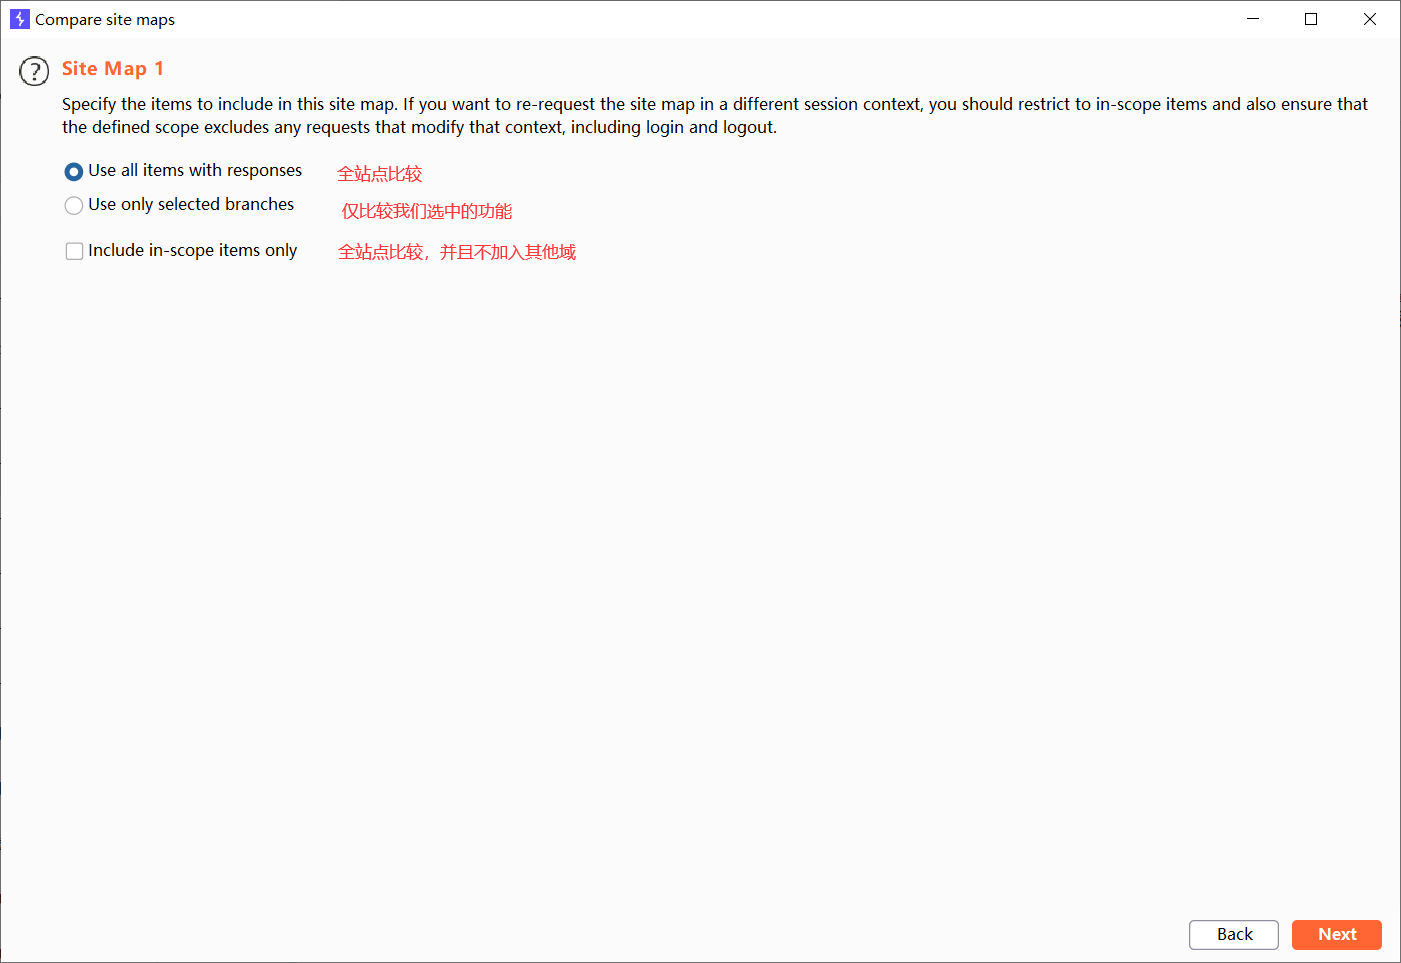 Compare site maps
Site Map 1
Specify the items to include in this site map. If you want to re-request the site map in a different session context, you should restrict to in-scope items and also ensure that
the defined scope excludes any requests that modify that context, including login and logout.
Use all items with responses 全站点比较
Use only selected branches 仅比较我们选中的功能
Include in-scope items only 全站点比较，并且不加入其他域
Back Next